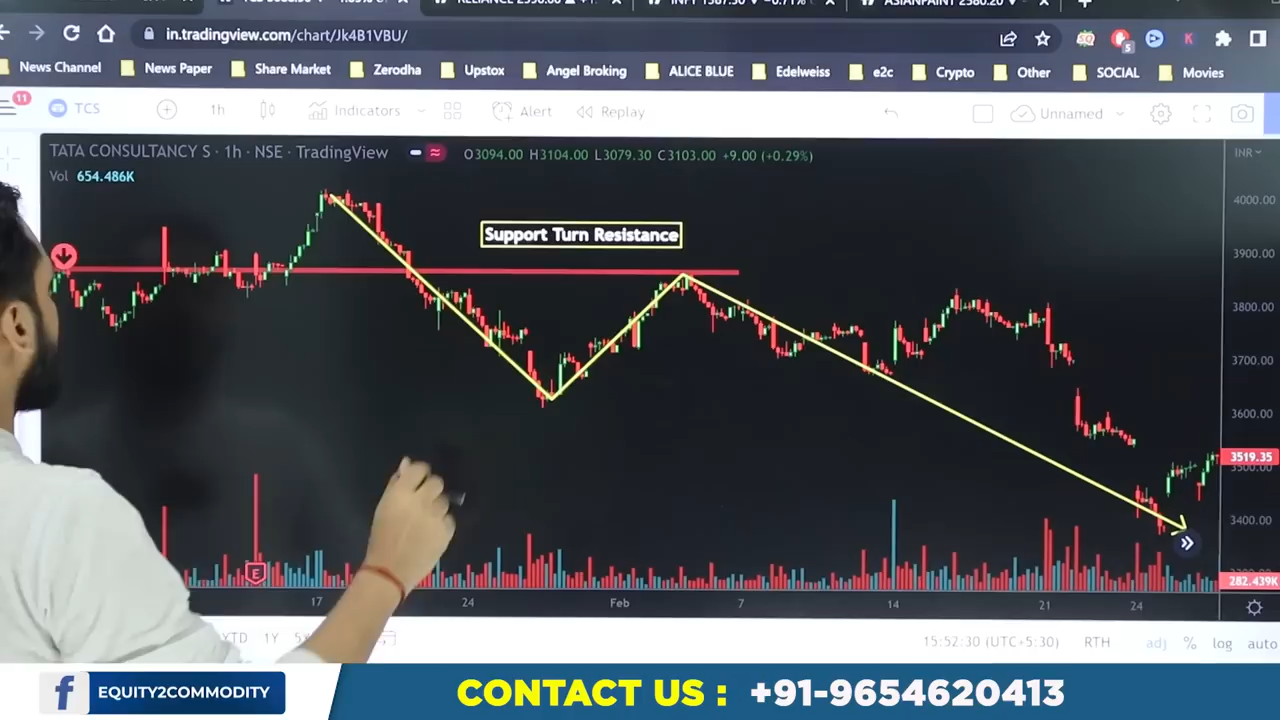 RELIANCE 2590.00
in.tradingview.com/chart/Jk4B1VBU/
News Channel News Paper Share Market Zerodha Upstox Angel Broking ALICE BLUE Edelweiss e2c Crypto Other SOCIAL Movies
11 TCS 1h Indicators Alert Replay Unnamed
TATA CONSULTANCY S · 1h · NSE · TradingView O3094.00 H3104.00 L3079.30 C3103.00 +9.00 (+0.29%) INR
Vol 654.486K
4000.00
Support Turn Resistance
3900.00
3800.00
3700.00
3600.00
3519.35
3500.00
3400.00
E
282.439K
17 24 Feb 7 14 21 24
YTD 1Y 15:52:30 (UTC+5:30) RTH adj % log auto
f EQUITY2COMMODITY
CONTACT US : +91-9654620413